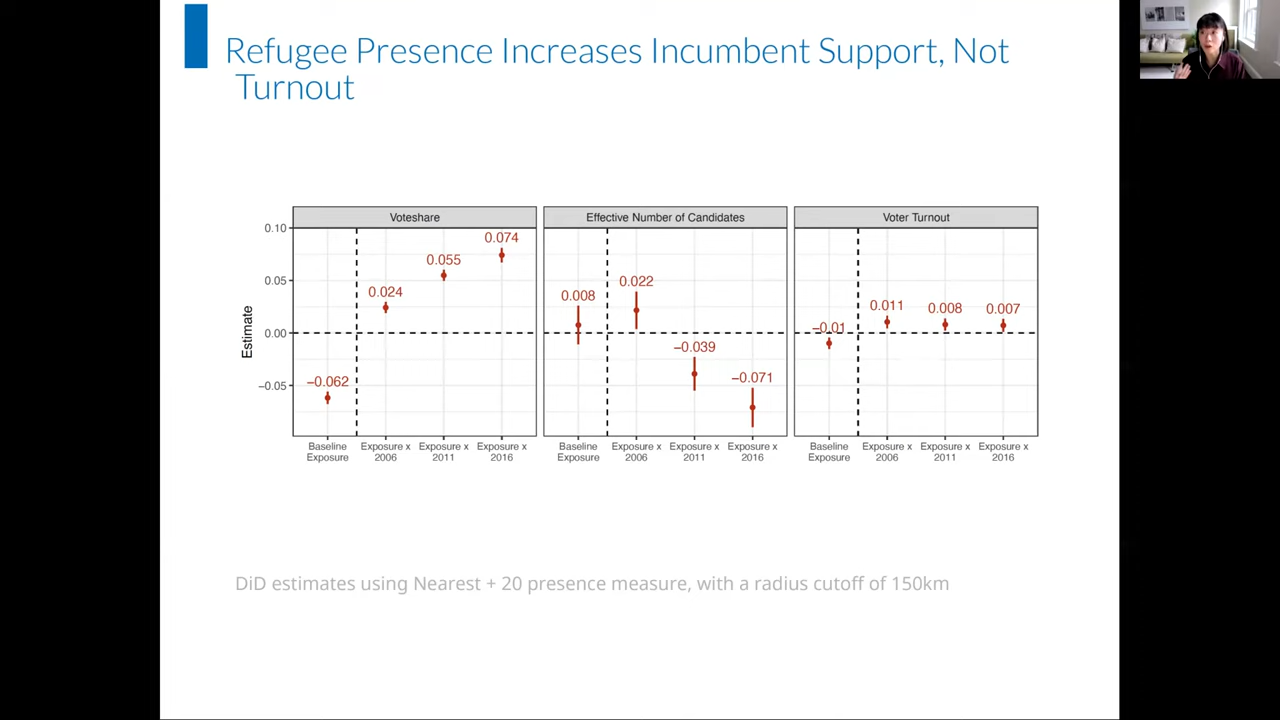 Refugee Presence Increases Incumbent Support, Not
Turnout
Voteshare
Effective Number of Candidates
Voter Turnout
Estimate
0.10
0.05
0.00
−0.05
−0.062
0.024
0.055
0.074
0.008
0.022
−0.039
−0.071
−0.01
0.011
0.008
0.007
Baseline
Exposure
Exposure x
2006
Exposure x
2011
Exposure x
2016
Baseline
Exposure
Exposure x
2006
Exposure x
2011
Exposure x
2016
Baseline
Exposure
Exposure x
2006
Exposure x
2011
Exposure x
2016
DiD estimates using Nearest + 20 presence measure, with a radius cutoff of 150km